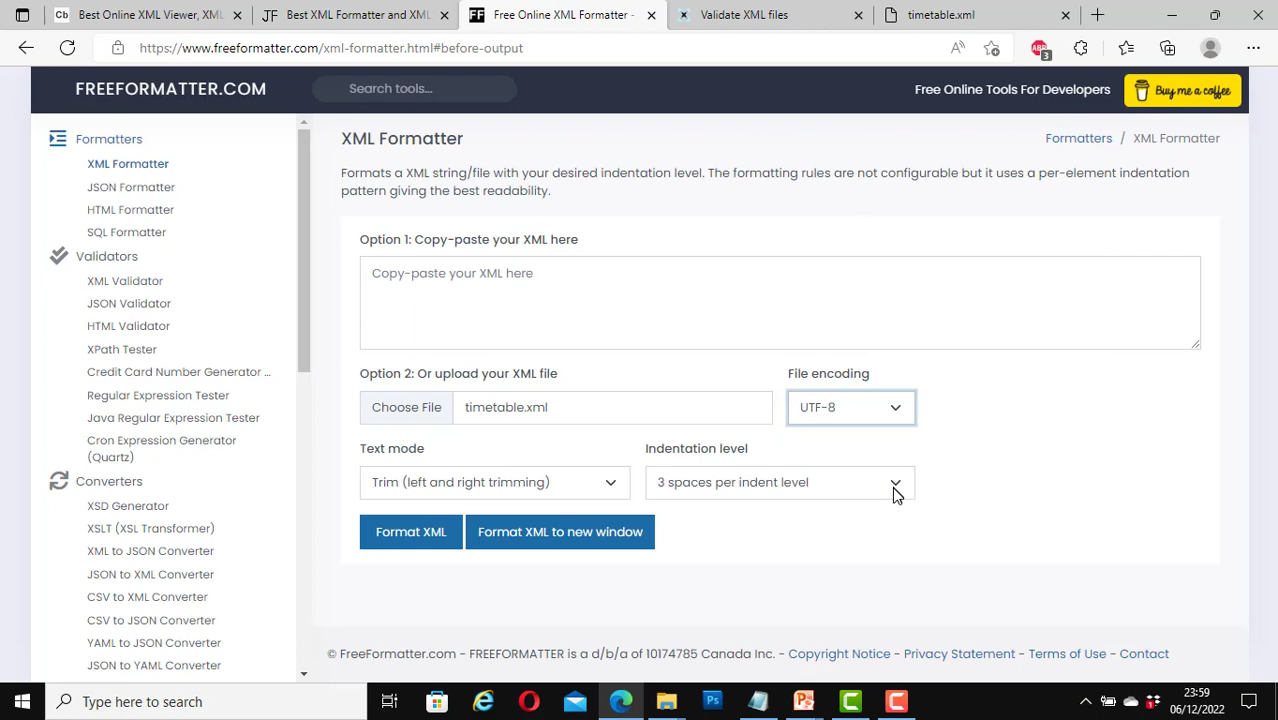 Best Online XML Viewer, XML
Best XML Formatter and XML
Free Online XML Formatter -
Validate XML files
timetable.xml
https://www.freeformatter.com/xml-formatter.html#before-output
ABP
3
FREEFORMATTER.COM
Search tools...
Free Online Tools For Developers
Buy me a coffee
Formatters
XML Formatter
JSON Formatter
HTML Formatter
SQL Formatter
Validators
XML Validator
JSON Validator
HTML Validator
XPath Tester
Credit Card Number Generator ...
Regular Expression Tester
Java Regular Expression Tester
Cron Expression Generator
(Quartz)
Converters
XSD Generator
XSLT (XSL Transformer)
XML to JSON Converter
JSON to XML Converter
CSV to XML Converter
CSV to JSON Converter
YAML to JSON Converter
JSON to YAML Converter
XML Formatter
Formatters / XML Formatter
Formats a XML string/file with your desired indentation level. The formatting rules are not configurable but it uses a per-element indentation
pattern giving the best readability.
Option 1: Copy-paste your XML here
Copy-paste your XML here
Option 2: Or upload your XML file
File encoding
Choose File
timetable.xml
UTF-8
Text mode
Indentation level
Trim (left and right trimming)
3 spaces per indent level
Format XML
Format XML to new window
© FreeFormatter.com - FREEFORMATTER is a d/b/a of 10174785 Canada Inc. - Copyright Notice - Privacy Statement - Terms of Use - Contact
Type here to search
23:59
06/12/2022